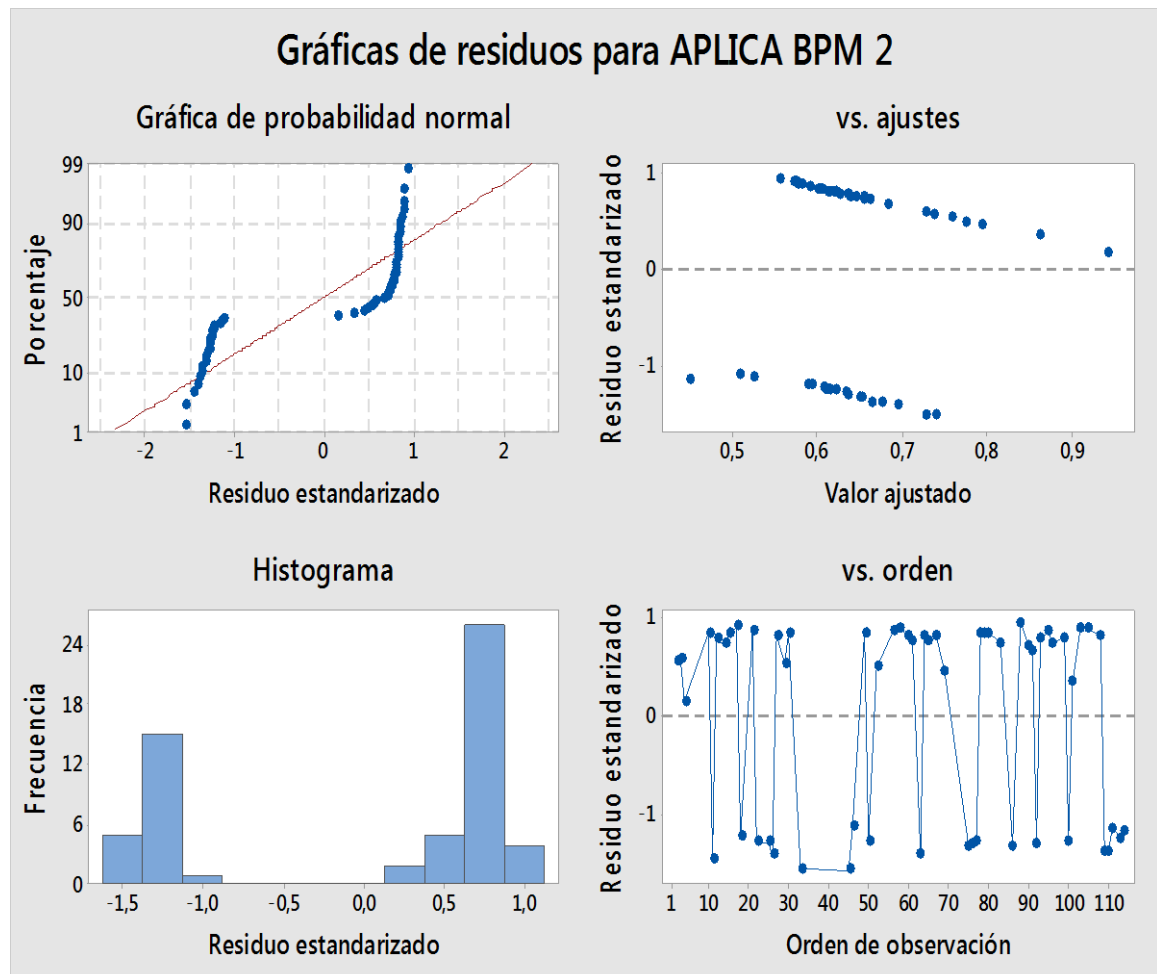 Gráficas de residuos para APLICA BPM 2
Gráfica de probabilidad normal
99
90
50
10
1
Porcentaje
-2 -1 0 1 2
Residuo estandarizado
vs. ajustes
1
0
-1
Residuo estandarizado
0,5 0,6 0,7 0,8 0,9
Valor ajustado
Histograma
24
18
12
6
0
Frecuencia
-1,5 -1,0 -0,5 0,0 0,5 1,0
Residuo estandarizado
vs. orden
1
0
-1
Residuo estandarizado
1 10 20 30 40 50 60 70 80 90 100 110
Orden de observación